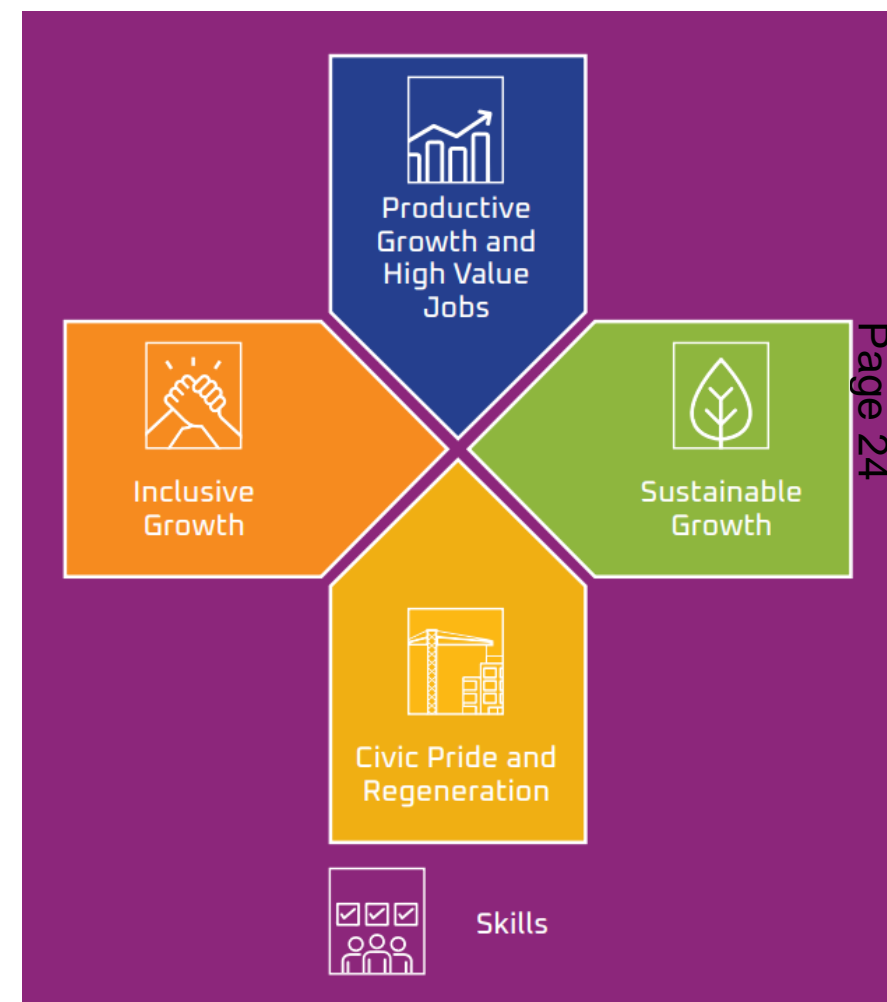 Productive
Growth and
High Value
Jobs
Inclusive
Growth
Sustainable
Growth
Page 24
Civic Pride and
Regeneration
Skills